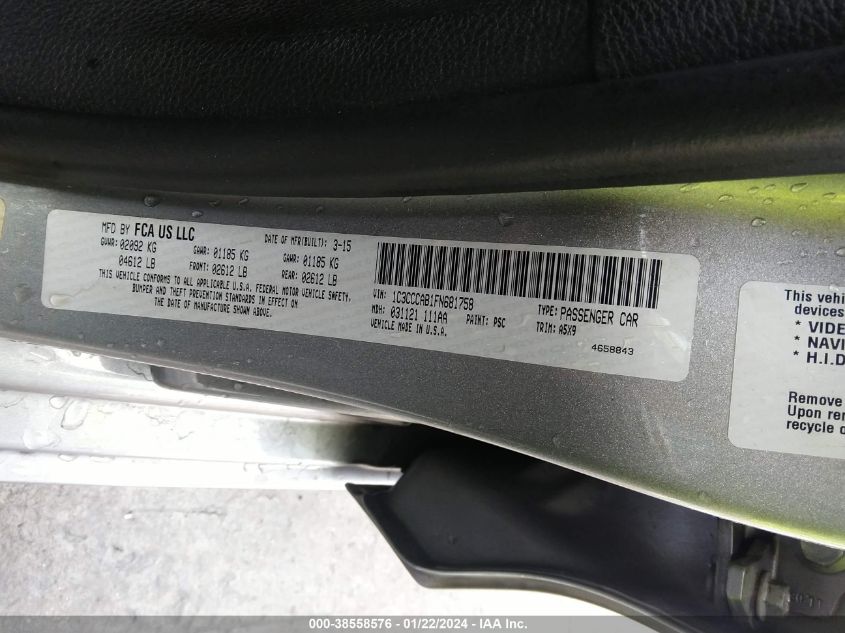 MFD BY FCA US LLC
DATE OF MFR(BUILT): 3-15
GVWR: 02092 KG
GAWR: 01185 KG
GAWR: 01185 KG
04612 LB
FRONT: 02612 LB
REAR: 02612 LB
THIS VEHICLE CONFORMS TO ALL APPLICABLE U.S.A. FEDERAL MOTOR VEHICLE SAFETY,
BUMPER AND THEFT PREVENTION STANDARDS IN EFFECT ON
THE DATE OF MANUFACTURE SHOWN ABOVE.
VIN: 1C3CCCAB1FN681758
TYPE: PASSENGER CAR
MDH: 031121 111AA
PAINT: PSC
TRIM: A5X9
VEHICLE MADE IN U.S.A.
4658843
This vehi
devices
* VIDE
* NAVI
* H.I.D
Remove
Upon rem
recycle o
000-38558576 - 01/22/2024 - IAA Inc.